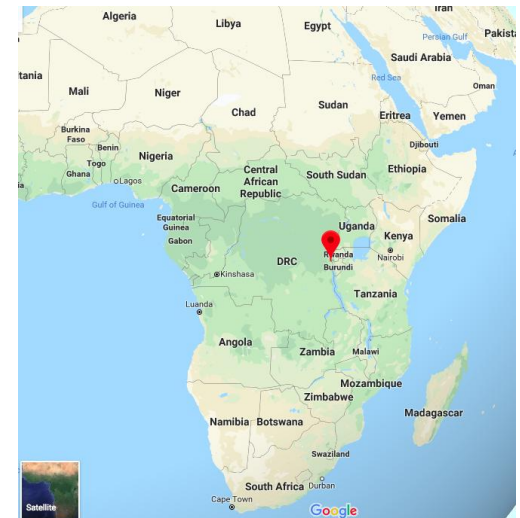 Algeria
Libya
Egypt
Iran
Persian Gulf
Pakist
Saudi Arabia
Red Sea
Oman
tania
Mali
Niger
Chad
Sudan
Eritrea
Yemen
Burkina
Faso
Benin
Togo
Ghana
Nigeria
Lagos
Djibouti
Ethiopia
Central
African
Republic
South Sudan
Cameroon
Gulf of Guinea
Equatorial
Guinea
Gabon
Somalia
Uganda
Kenya
Nairobi
Rwanda
Burundi
DRC
Kinshasa
Tanzania
Luanda
Angola
Zambia
Malawi
Mozambique
Zimbabwe
Madagascar
Namibia
Botswana
Swaziland
South Africa
Durban
Cape Town
Satellite
Google